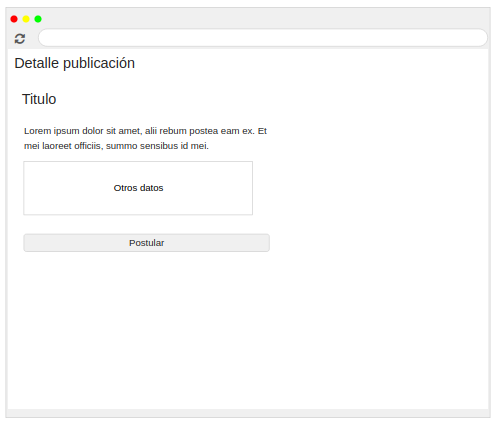 Detalle publicación
Titulo
Lorem ipsum dolor sit amet, alii rebum postea eam ex. Et
mei laoreet officiis, summo sensibus id mei.
Otros datos
Postular